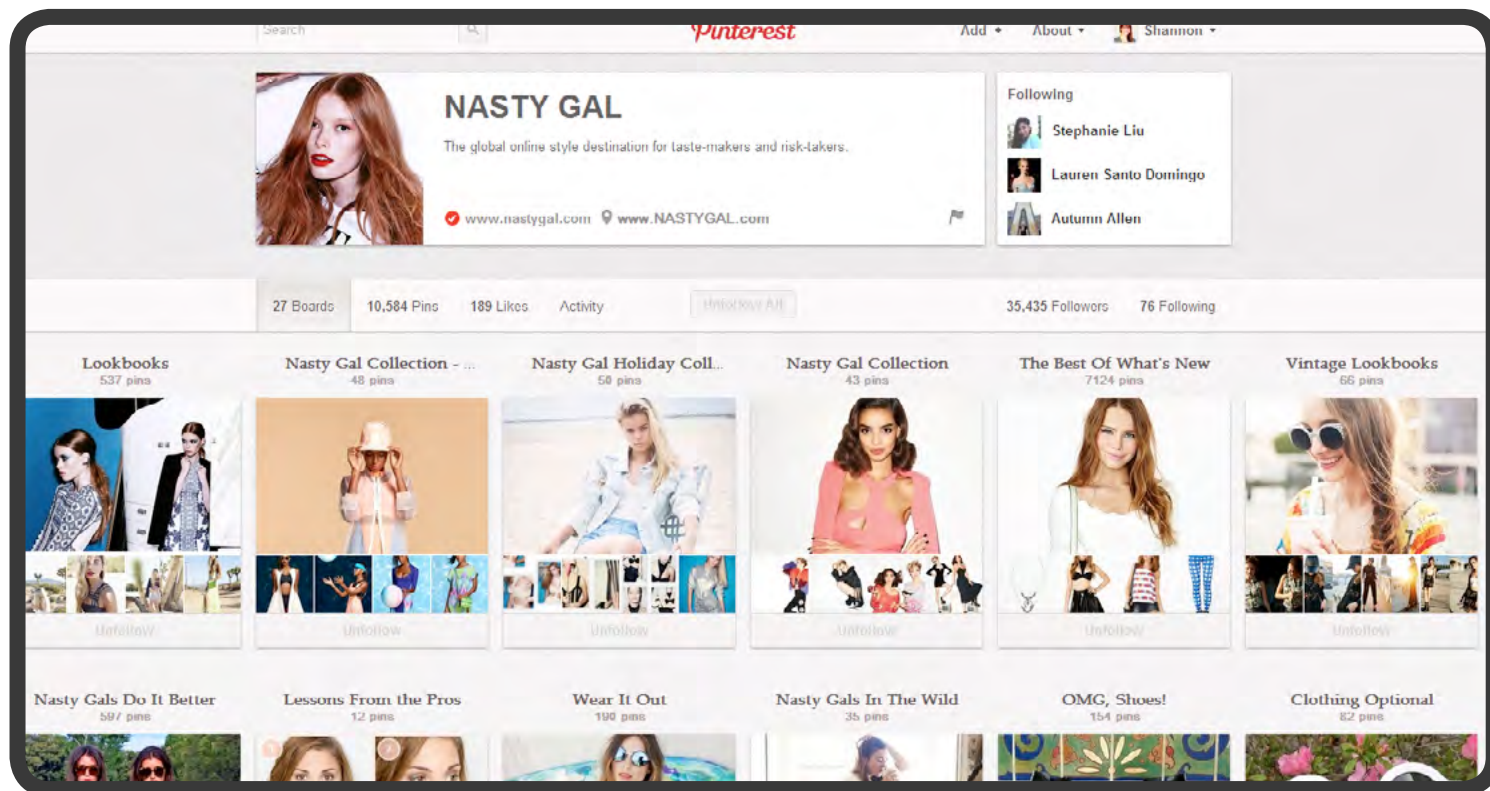 Search
Pinterest
Add +
About
Shannon
NASTY GAL
The global online style destination for taste-makers and risk-takers.
www.nastygal.com www.NASTYGAL.com
Following
Stephanie Liu
Lauren Santo Domingo
Autumn Allen
27 Boards
10,584 Pins
189 Likes
Activity
Unfollow All
35,435 Followers
76 Following
Lookbooks
537 pins
Nasty Gal Collection - ...
48 pins
Nasty Gal Holiday Coll...
50 pins
Nasty Gal Collection
43 pins
The Best Of What's New
7124 pins
Vintage Lookbooks
66 pins
Unfollow
Unfollow
Unfollow
Unfollow
Unfollow
Unfollow
Nasty Gals Do It Better
597 pins
Lessons From the Pros
12 pins
Wear It Out
190 pins
Nasty Gals In The Wild
35 pins
OMG, Shoes!
154 pins
Clothing Optional
82 pins